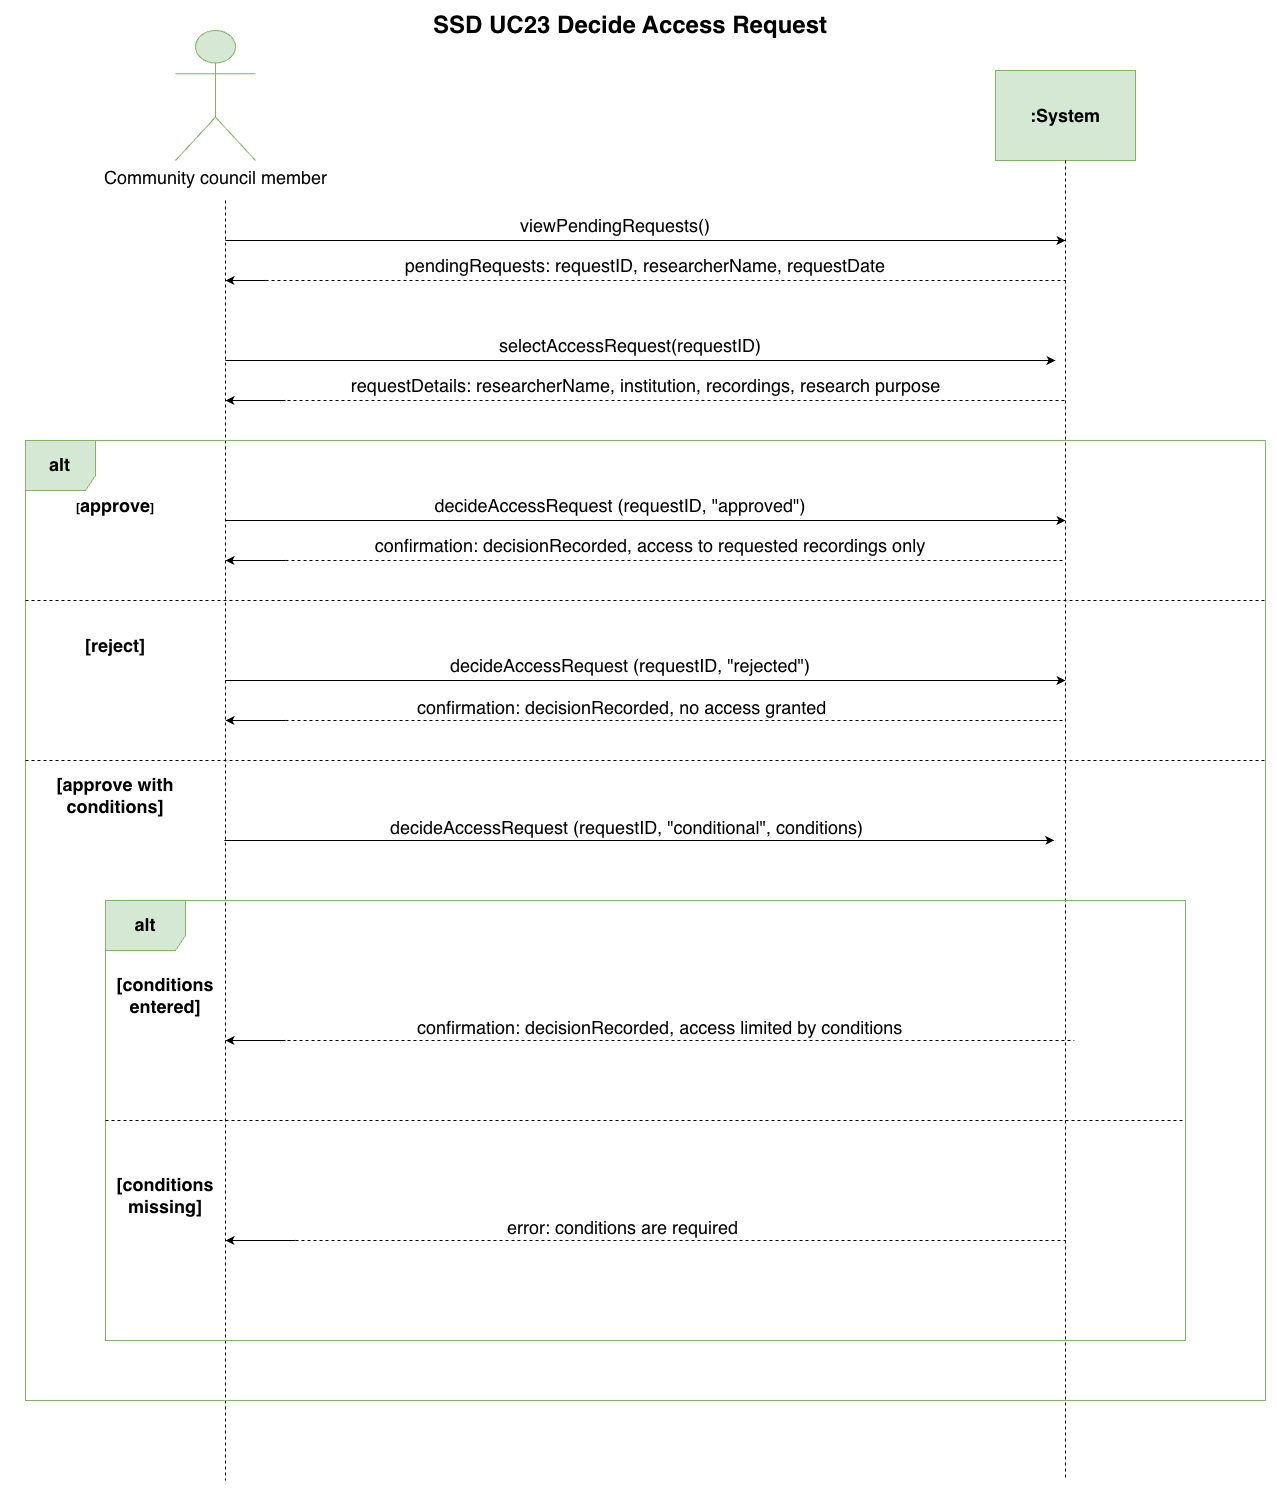 SSD UC23 Decide Access Request
:System
Community council member
viewPendingRequests()
pendingRequests: requestID, researcherName, requestDate
selectAccessRequest(requestID)
requestDetails: researcherName, institution, recordings, research purpose
alt
[approve]
decideAccessRequest (requestID, "approved")
confirmation: decisionRecorded, access to requested recordings only
[reject]
decideAccessRequest (requestID, "rejected")
confirmation: decisionRecorded, no access granted
[approve with
conditions]
decideAccessRequest (requestID, "conditional", conditions)
alt
[conditions
entered]
confirmation: decisionRecorded, access limited by conditions
[conditions
missing]
error: conditions are required